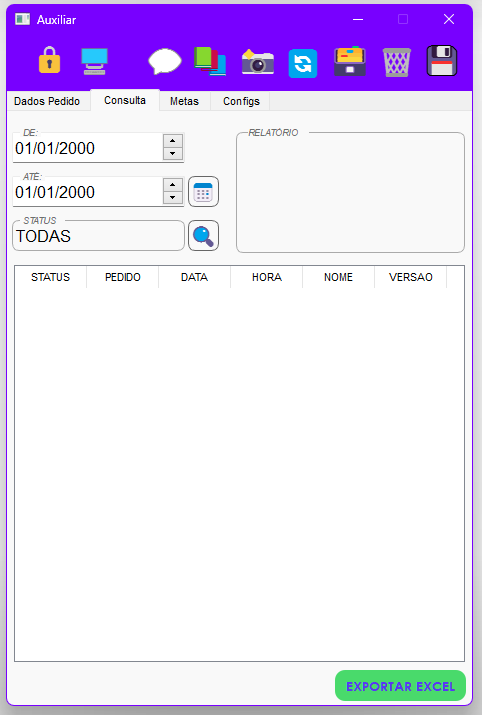 Auxiliar
Dados Pedido Consulta Metas Configs
DE:
01/01/2000
ATÉ:
01/01/2000
STATUS
TODAS
RELATÓRIO
STATUS PEDIDO DATA HORA NOME VERSAO
EXPORTAR EXCEL